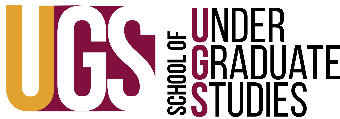 UGS
SCHOOL OF
UNDER
GRADUATE
STUDIES